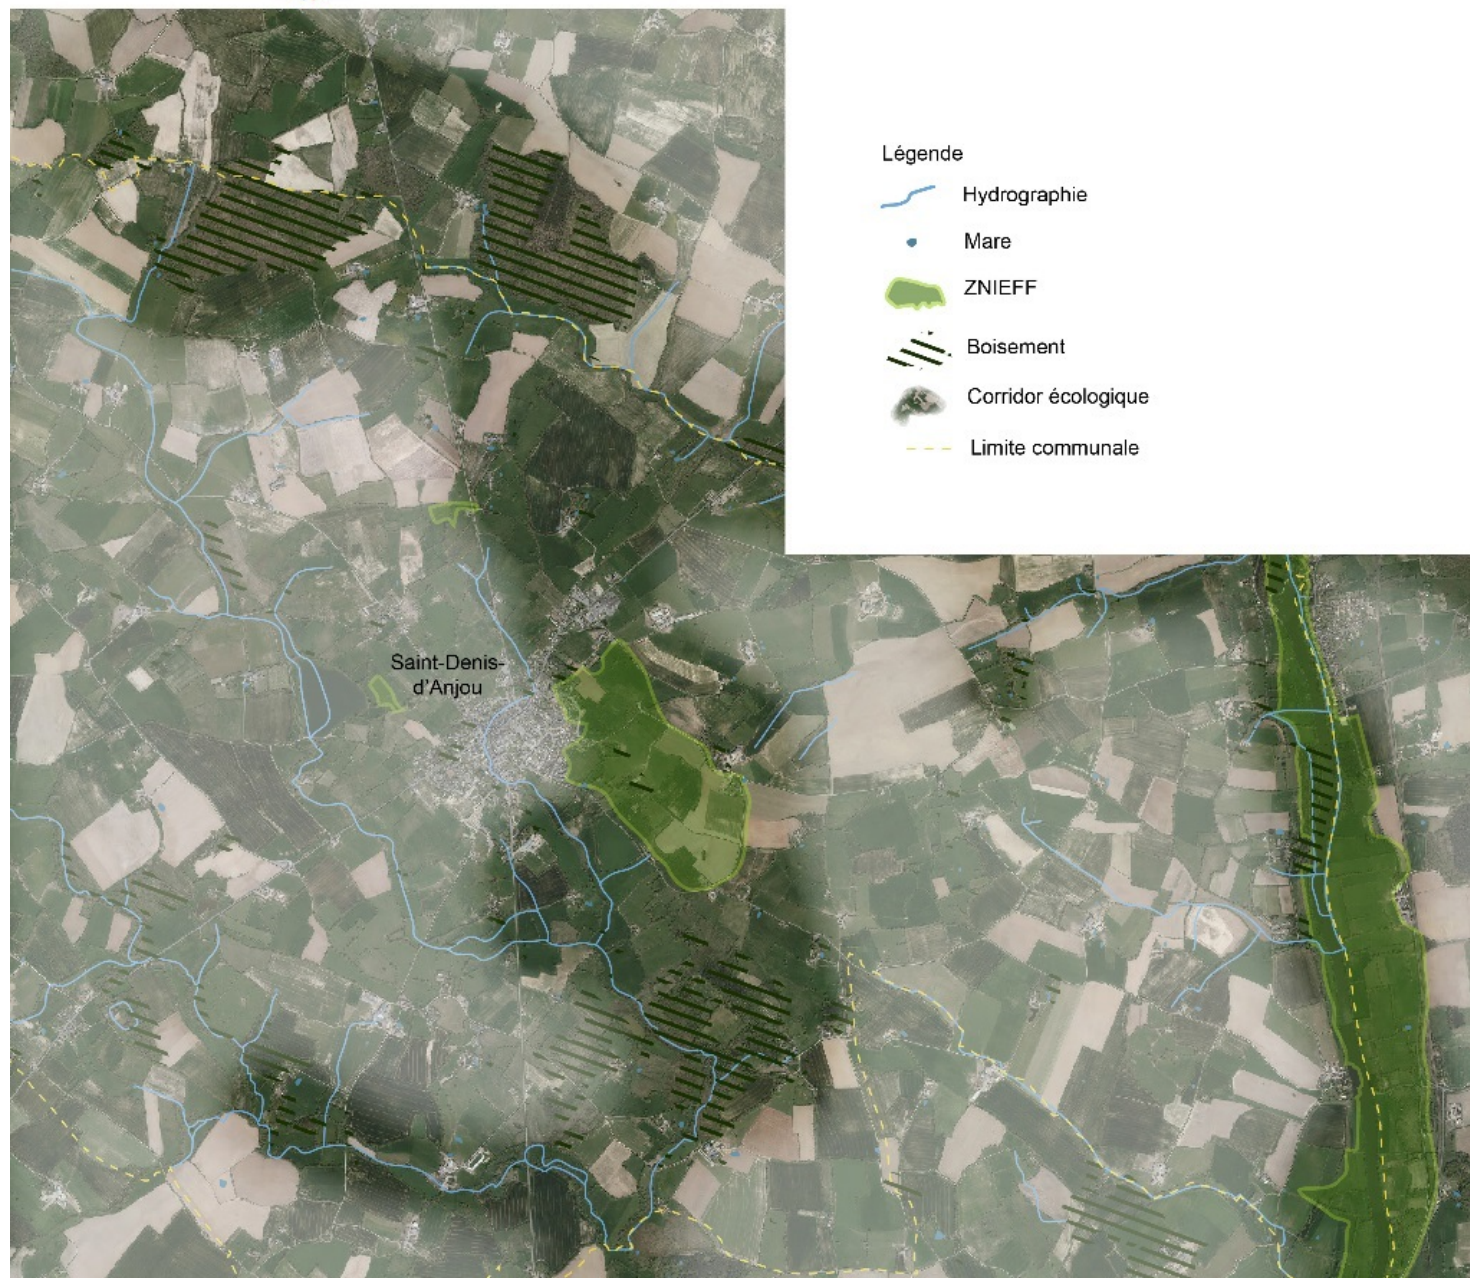 Légende
Hydrographie
Mare
ZNIEFF
Boisement
Corridor écologique
Limite communale
Saint-Denis-
d'Anjou